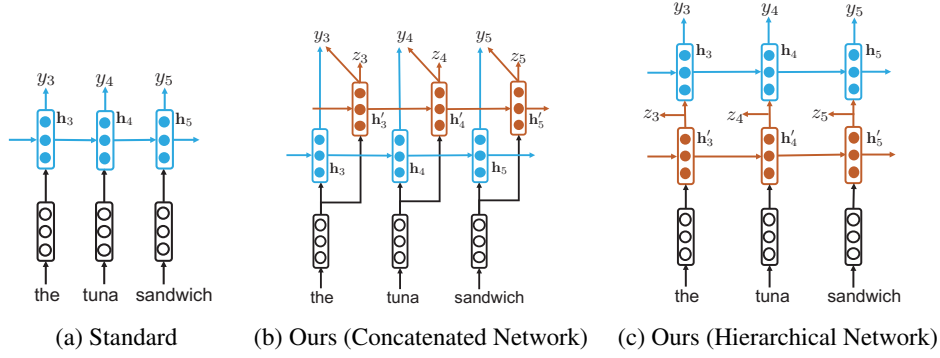 y₃ y₄ y₅
h₃ h₄ h₅
the tuna sandwich
(a) Standard
y₃ z₃ y₄ z₄ y₅ z₅
h′₃ h′₄ h′₅
h₃ h₄ h₅
the tuna sandwich
(b) Ours (Concatenated Network)
y₃ y₄ y₅
h₃ h₄ h₅
z₃ z₄ z₅
h′₃ h′₄ h′₅
the tuna sandwich
(c) Ours (Hierarchical Network)